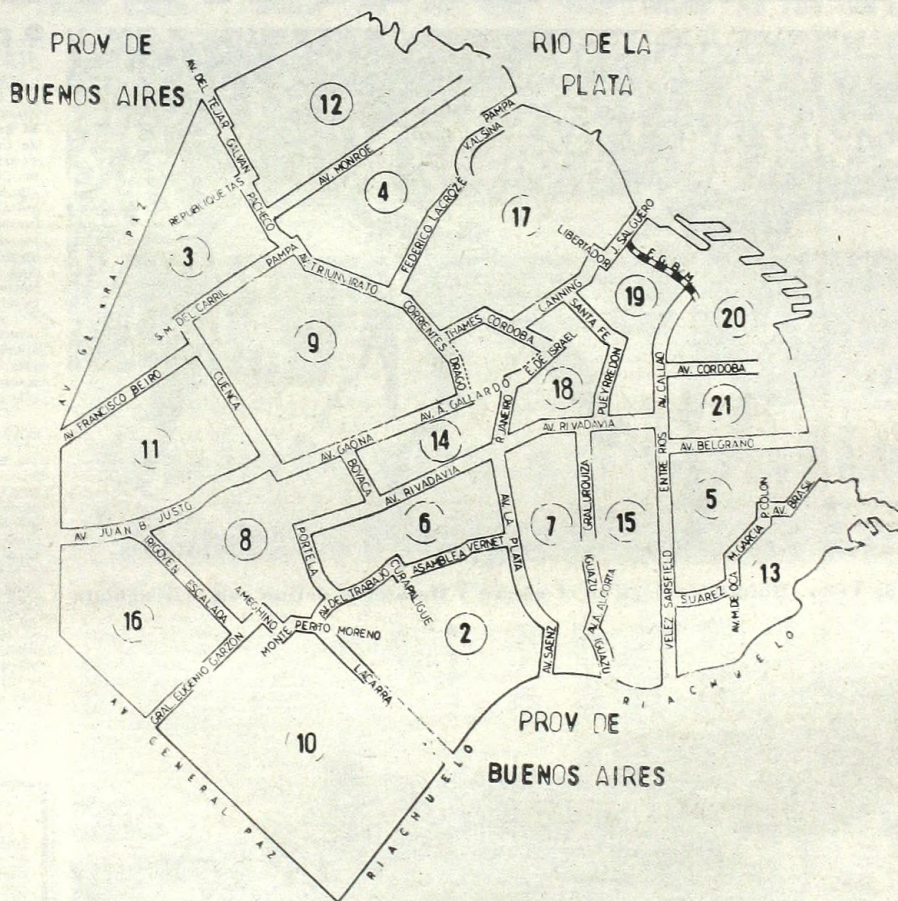 PROV DE
BUENOS AIRES
RIO DE LA
PLATA
12
AV. DEL TEJAR
GALVAN
REPUBLIQUETAS
PACHECO
AV. MONROE
4
PAMPA
V. ALSINA
FEDERICO LACROZE
17
LIBERTADOR
J. SALGUERO
F.G.B.M.
3
AV. GRAL PAZ
S.M. DEL CARRIL
PAMPA
AV. TRIUNVIRATO
CANNING
19
20
9
CORRIENTES
THAMES
CORDOBA
SANTA FE
DRAGO
E. DE ISRAEL
PUEYRREDON
AV. CALLAO
AV. CORDOBA
AV. FRANCISCO BEIRO
CUENCA
18
21
AV. A. GALLARDO
R. JANEIRO
AV. RIVADAVIA
11
AV. GAONA
14
BOYACA
AV. RIVADAVIA
AV. BELGRANO
ENTRE RIOS
GRAL URQUIZA
5
P. COLON
AV. BRASIL
AV. JUAN B. JUSTO
8
6
AV. LA PLATA
7
15
PORTELA
ASAMBLEA
VERNET
M. GARCIA
13
IRIGOYEN
ESCALADA
AV. DEL TRABAJO
CURAPALIGUE
IGUAZU
A. ALCORTA
IGUAZU
VELEZ SARSFIELD
SUAREZ
AV. M. DE OCA
16
AMEGHINO
MONTE
PERITO MORENO
2
AV. SAENZ
GRAL. EUGENIO GARZON
LACARRA
RIACHUELO
10
AV GENERAL PAZ
RIACHUELO
PROV DE
BUENOS AIRES